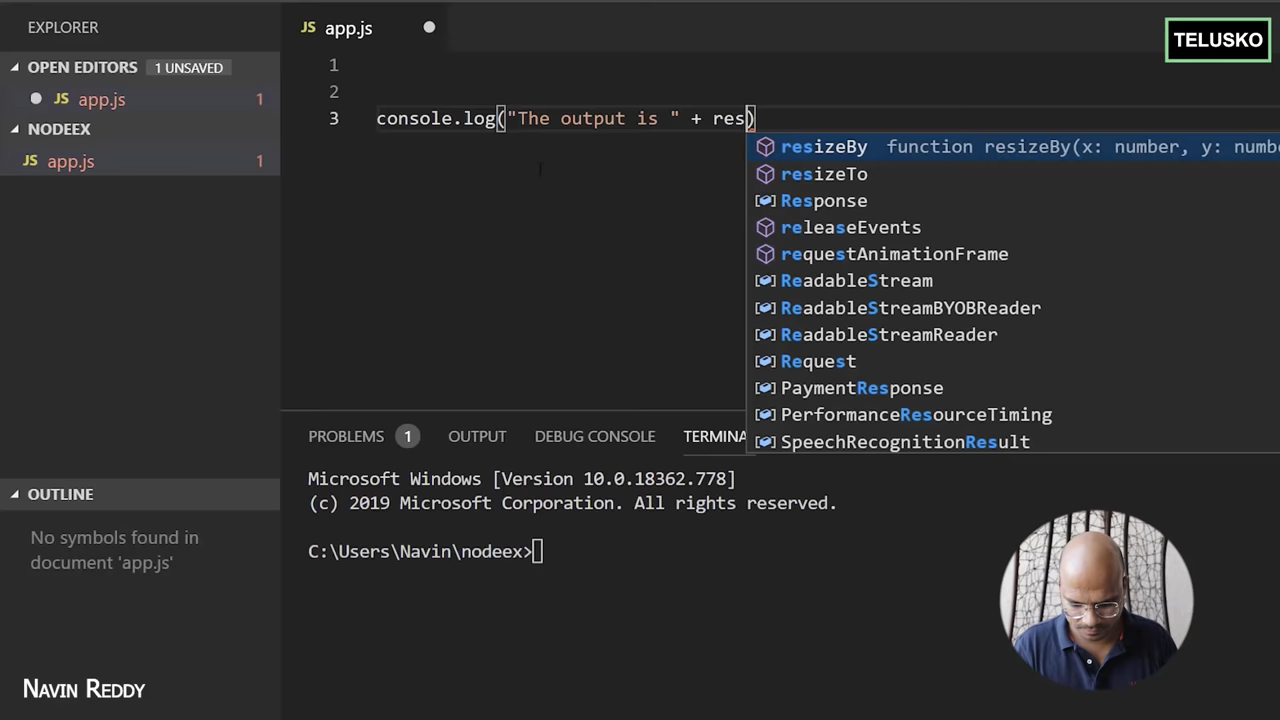 EXPLORER
OPEN EDITORS 1 UNSAVED
JS app.js 1
NODEEX
JS app.js 1
OUTLINE
No symbols found in
document 'app.js'
NAVIN REDDY
JS app.js
TELUSKO
1
2
3 console.log("The output is " + res)
resizeBy function resizeBy(x: number, y: numbe
resizeTo
Response
releaseEvents
requestAnimationFrame
ReadableStream
ReadableStreamBYOBReader
ReadableStreamReader
Request
PaymentResponse
PerformanceResourceTiming
SpeechRecognitionResult
PROBLEMS 1 OUTPUT DEBUG CONSOLE TERMINA
Microsoft Windows [Version 10.0.18362.778]
(c) 2019 Microsoft Corporation. All rights reserved.
C:\Users\Navin\nodeex>